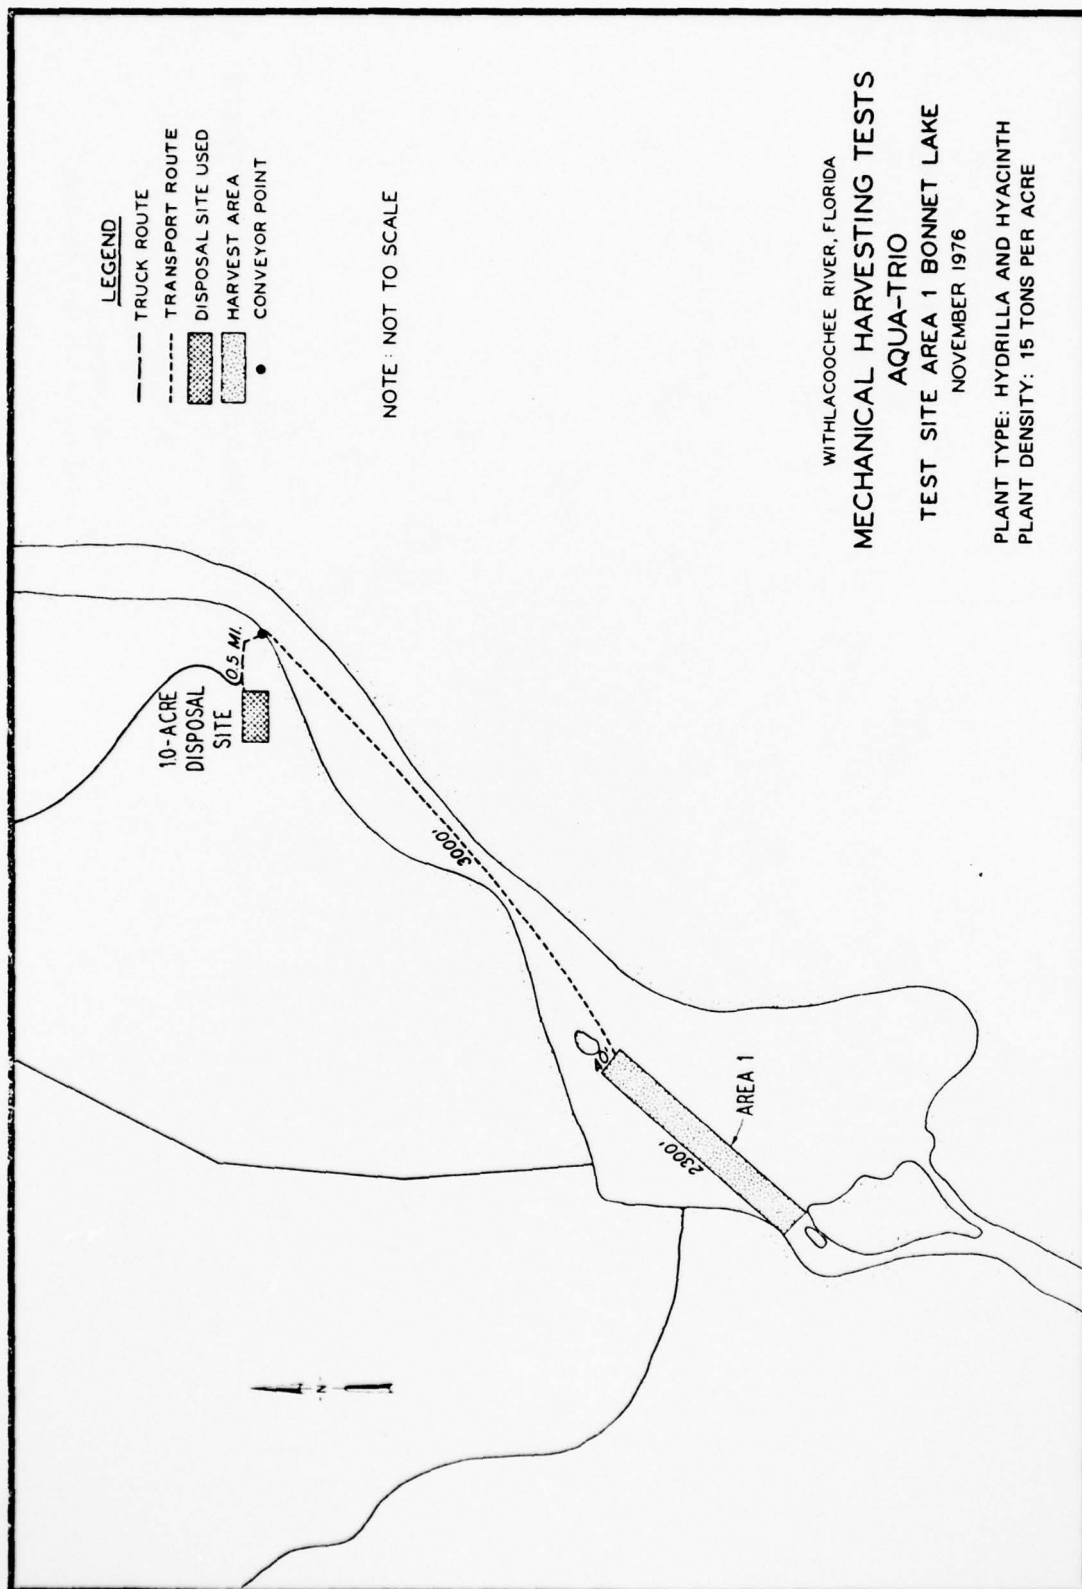 LEGEND
TRUCK ROUTE
TRANSPORT ROUTE
DISPOSAL SITE USED
HARVEST AREA
CONVEYOR POINT
NOTE: NOT TO SCALE
1.0-ACRE
DISPOSAL
SITE
0.5 MI.
3000'
40'
2300'
AREA 1
N
WITHLACOOCHEE RIVER, FLORIDA
MECHANICAL HARVESTING TESTS
AQUA-TRIO
TEST SITE AREA 1 BONNET LAKE
NOVEMBER 1976
PLANT TYPE: HYDRILLA AND HYACINTH
PLANT DENSITY: 15 TONS PER ACRE